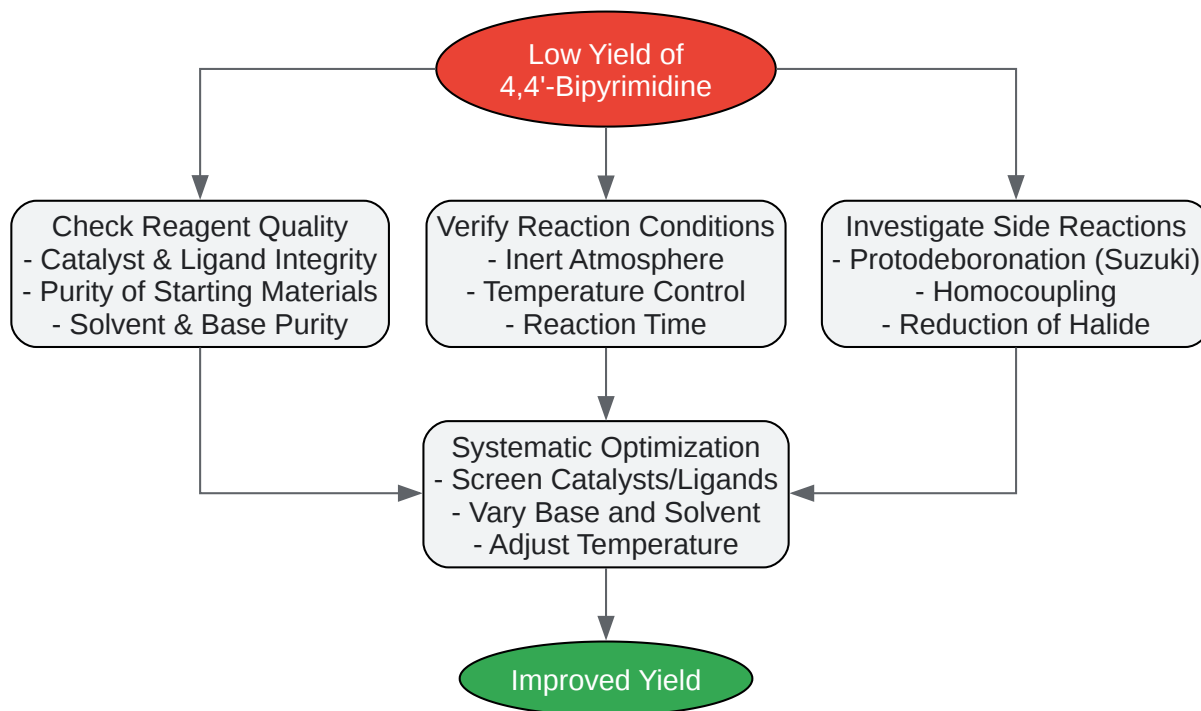 Low Yield of
4,4'-Bipyrimidine
Check Reagent Quality
- Catalyst & Ligand Integrity
- Purity of Starting Materials
- Solvent & Base Purity
Verify Reaction Conditions
- Inert Atmosphere
- Temperature Control
- Reaction Time
Investigate Side Reactions
- Protodeboronation (Suzuki)
- Homocoupling
- Reduction of Halide
Systematic Optimization
- Screen Catalysts/Ligands
- Vary Base and Solvent
- Adjust Temperature
Improved Yield